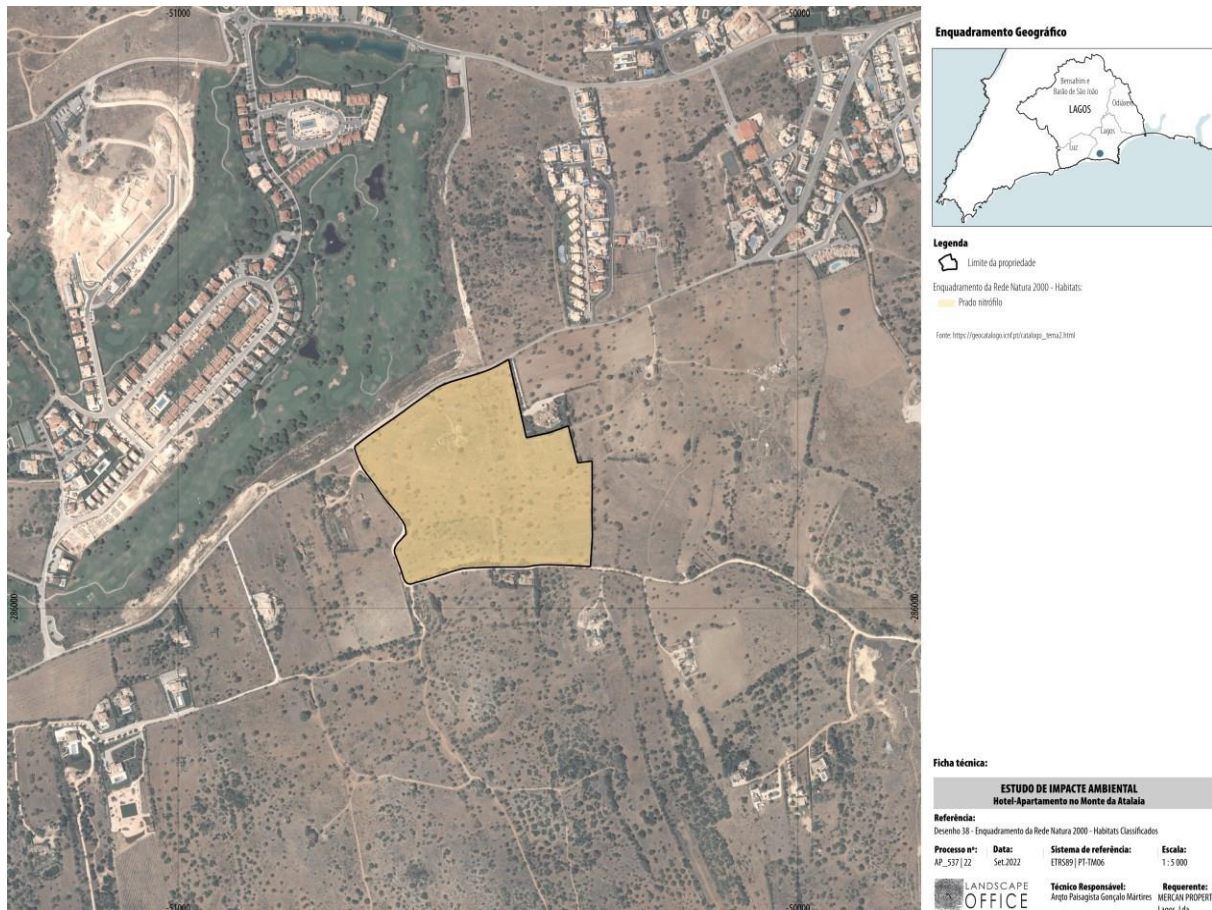 -51000
-50000
Enquadramento Geográfico
Bensafrim e
Barão de São João
LAGOS
Odiáxere
Lagos
Luz
Legenda
Limite da propriedade
Enquadramento da Rede Natura 2000 - Habitats:
Prado nitrófilo
Fonte: https://geocatalogo.icnf.pt/catalogo_tema2.html
-286000
-286000
-51000
-50000
Ficha técnica:
ESTUDO DE IMPACTE AMBIENTAL
Hotel-Apartamento no Monte da Atalaia
Referência:
Desenho 38 - Enquadramento da Rede Natura 2000 - Habitats Classificados
Processo nº: Data: Sistema de referência: Escala:
AP_537 | 22 Set.2022 ETRS89 | PT-TM06 1 : 5 000
LANDSCAPE
OFFICE
Técnico Responsável: Requerente:
Arqto Paisagista Gonçalo Mártires MERCAN PROPERT
Lagos, Lda